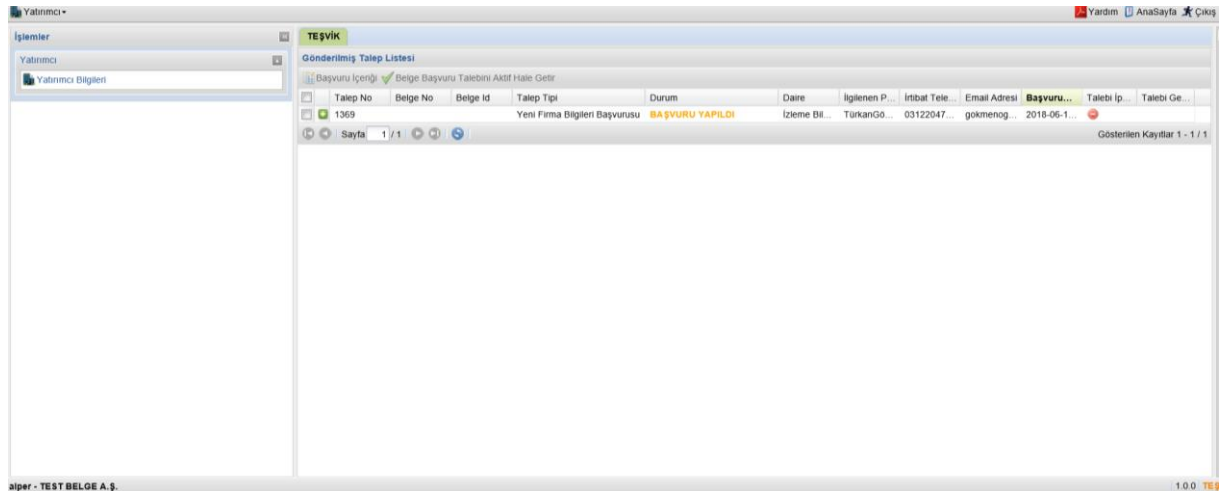 Yatırımcı Yardım AnaSayfa Çıkış
İşlemler
Yatırımcı
Yatırımcı Bilgileri
TEŞVİK
Gönderilmiş Talep Listesi
Başvuru İçeriği Belge Başvuru Talebini Aktif Hale Getir
Talep No Belge No Belge Id Talep Tipi Durum Daire İlgilenen P... İrtibat Tele... Email Adresi Başvuru... Talebi İp... Talebi Ge...
1369 Yeni Firma Bilgileri Başvurusu BAŞVURU YAPILDI İzleme Bil... TürkanGö... 03122047... gokmenog... 2018-06-1...
Sayfa 1 / 1 Gösterilen Kayıtlar 1 - 1 / 1
alper - TEST BELGE A.Ş. 1.0.0 TEŞ